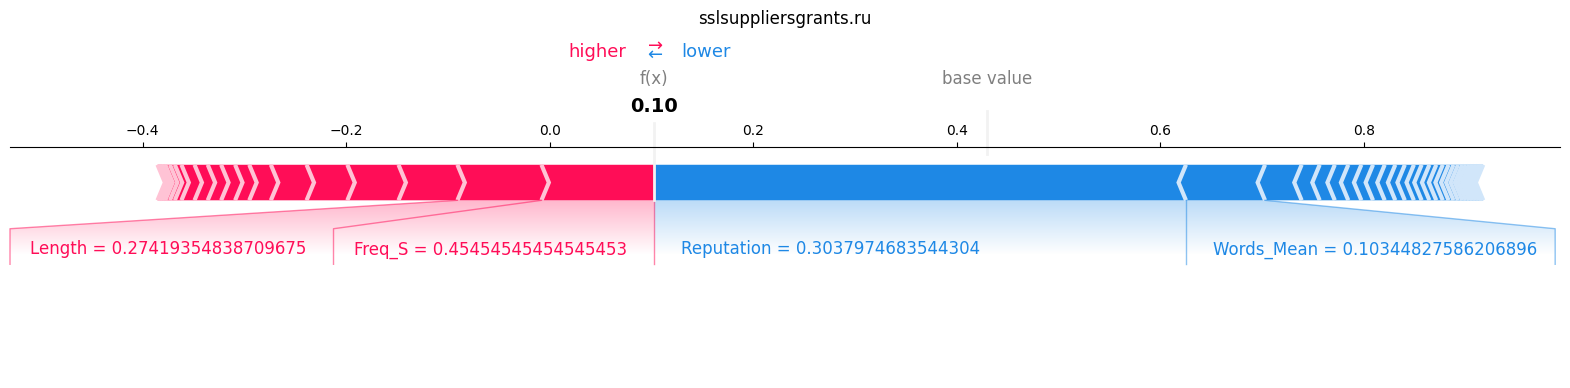 sslsuppliersgrants.ru
higher ⇄ lower
f(x) base value
0.10
−0.4 −0.2 0.0 0.2 0.4 0.6 0.8
Length = 0.27419354838709675 Freq_S = 0.45454545454545453 Reputation = 0.3037974683544304 Words_Mean = 0.10344827586206896